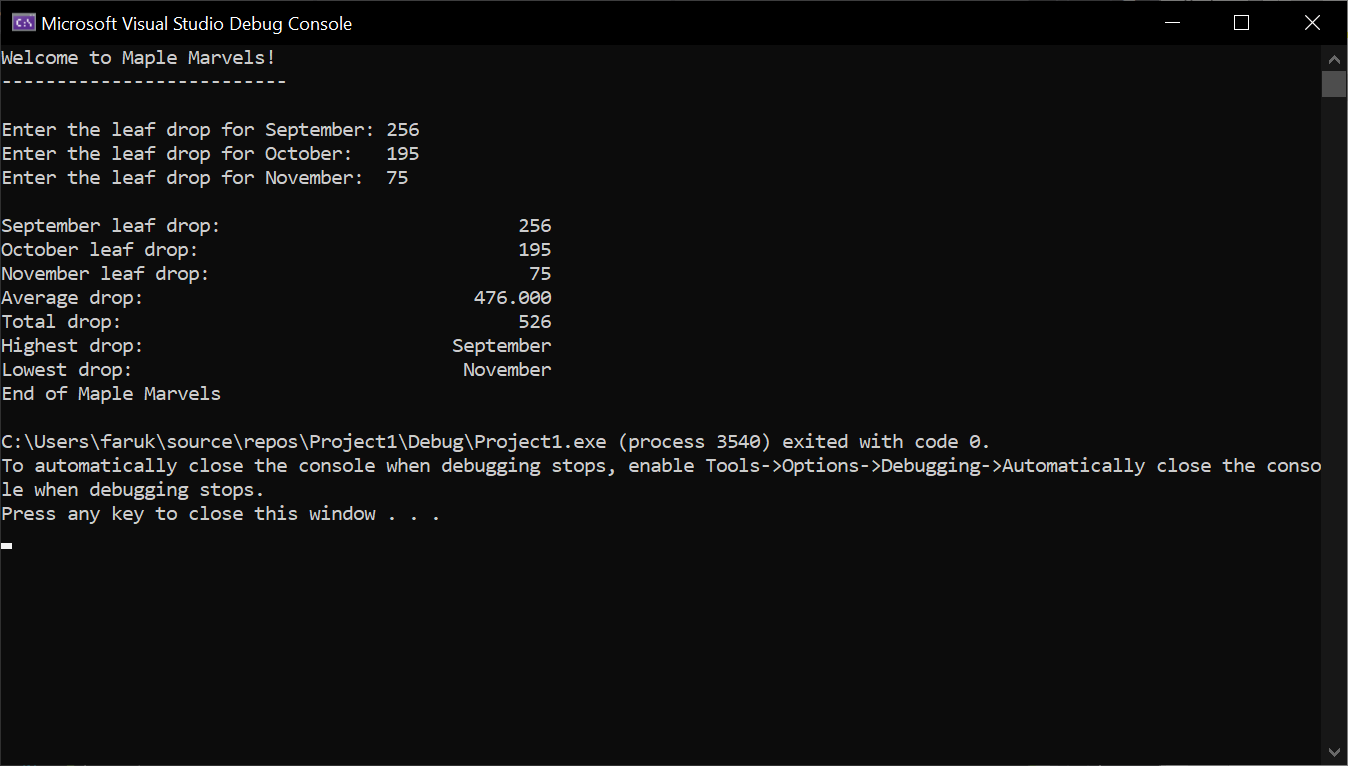 Microsoft Visual Studio Debug Console
Welcome to Maple Marvels!
--------------------------
Enter the leaf drop for September: 256
Enter the leaf drop for October:   195
Enter the leaf drop for November:  75
September leaf drop:                           256
October leaf drop:                             195
November leaf drop:                             75
Average drop:                              476.000
Total drop:                                    526
Highest drop:                            September
Lowest drop:                              November
End of Maple Marvels
C:\Users\faruk\source\repos\Project1\Debug\Project1.exe (process 3540) exited with code 0.
To automatically close the console when debugging stops, enable Tools->Options->Debugging->Automatically close the conso
le when debugging stops.
Press any key to close this window . . .